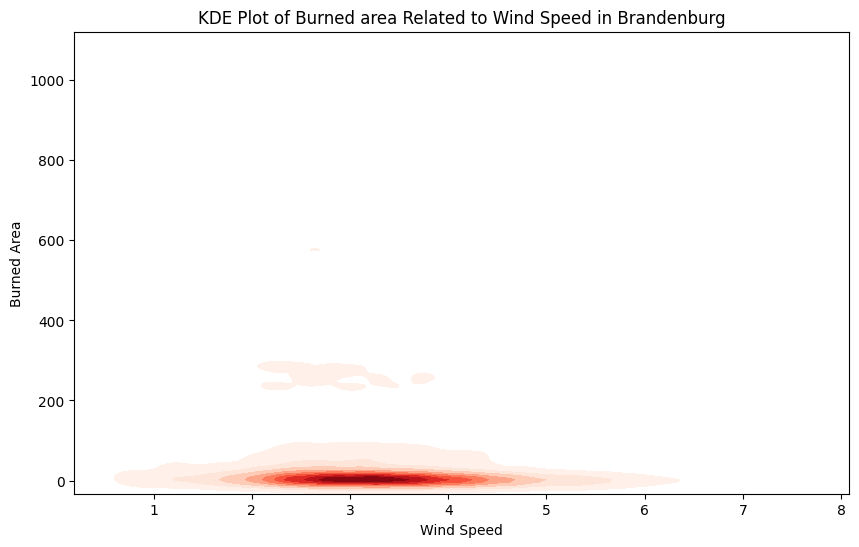 KDE Plot of Burned area Related to Wind Speed in Brandenburg
1000
800
600
400
200
0
Burned Area
1 2 3 4 5 6 7 8
Wind Speed